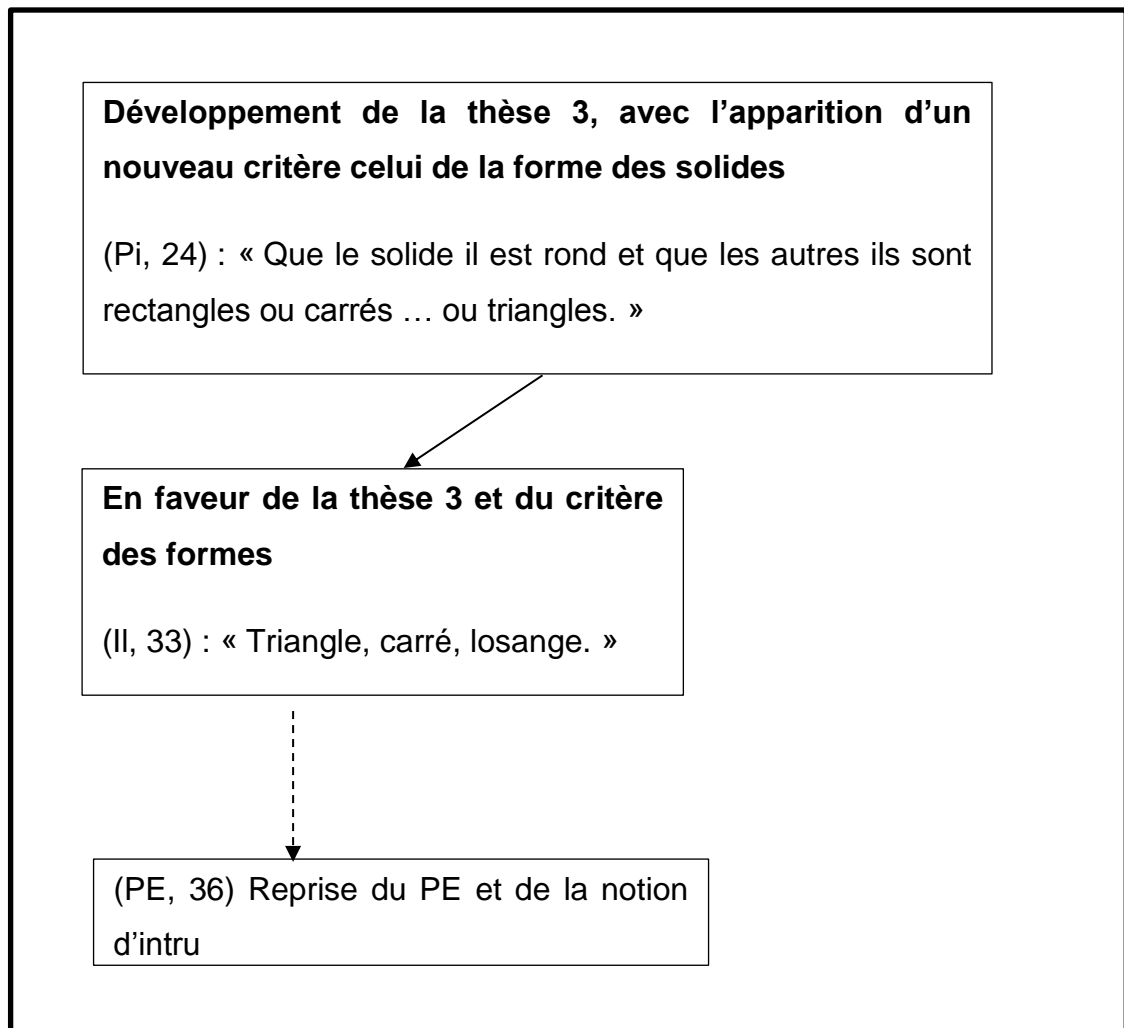 Développement de la thèse 3, avec l’apparition d’un
nouveau critère celui de la forme des solides
(Pi, 24) : « Que le solide il est rond et que les autres ils sont
rectangles ou carrés … ou triangles. »
En faveur de la thèse 3 et du critère
des formes
(Il, 33) : « Triangle, carré, losange. »
(PE, 36) Reprise du PE et de la notion
d’intru